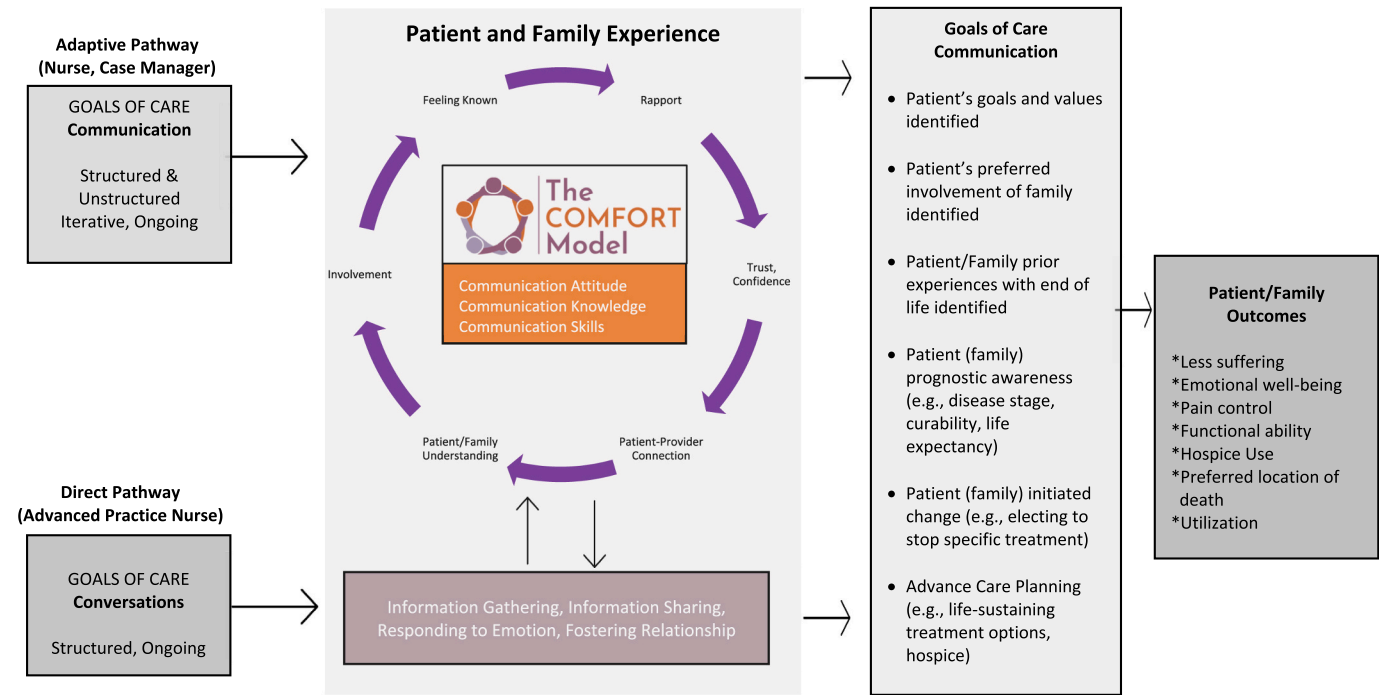 Adaptive Pathway
(Nurse, Case Manager)
GOALS OF CARE
Communication
Structured &
Unstructured
Iterative, Ongoing
Direct Pathway
(Advanced Practice Nurse)
GOALS OF CARE
Conversations
Structured, Ongoing
Patient and Family Experience
Feeling Known
Rapport
Trust,
Confidence
Patient-Provider
Connection
Patient/Family
Understanding
Involvement
The
COMFORT
Model
Communication Attitude
Communication Knowledge
Communication Skills
Information Gathering, Information Sharing,
Responding to Emotion, Fostering Relationship
Goals of Care
Communication
• Patient’s goals and values
identified
• Patient’s preferred
involvement of family
identified
• Patient/Family prior
experiences with end of
life identified
• Patient (family)
prognostic awareness
(e.g., disease stage,
curability, life
expectancy)
• Patient (family) initiated
change (e.g., electing to
stop specific treatment)
• Advance Care Planning
(e.g., life-sustaining
treatment options,
hospice)
Patient/Family
Outcomes
*Less suffering
*Emotional well-being
*Pain control
*Functional ability
*Hospice Use
*Preferred location of
death
*Utilization